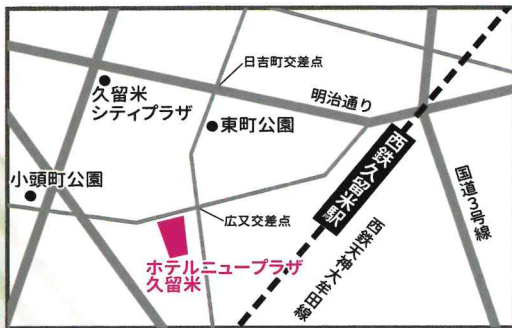 日吉町交差点
久留米
シティプラザ
明治通り
東町公園
西鉄久留米駅
小頭町公園
国道3号線
広又交差点
西鉄天神大牟田線
ホテルニュープラザ
久留米